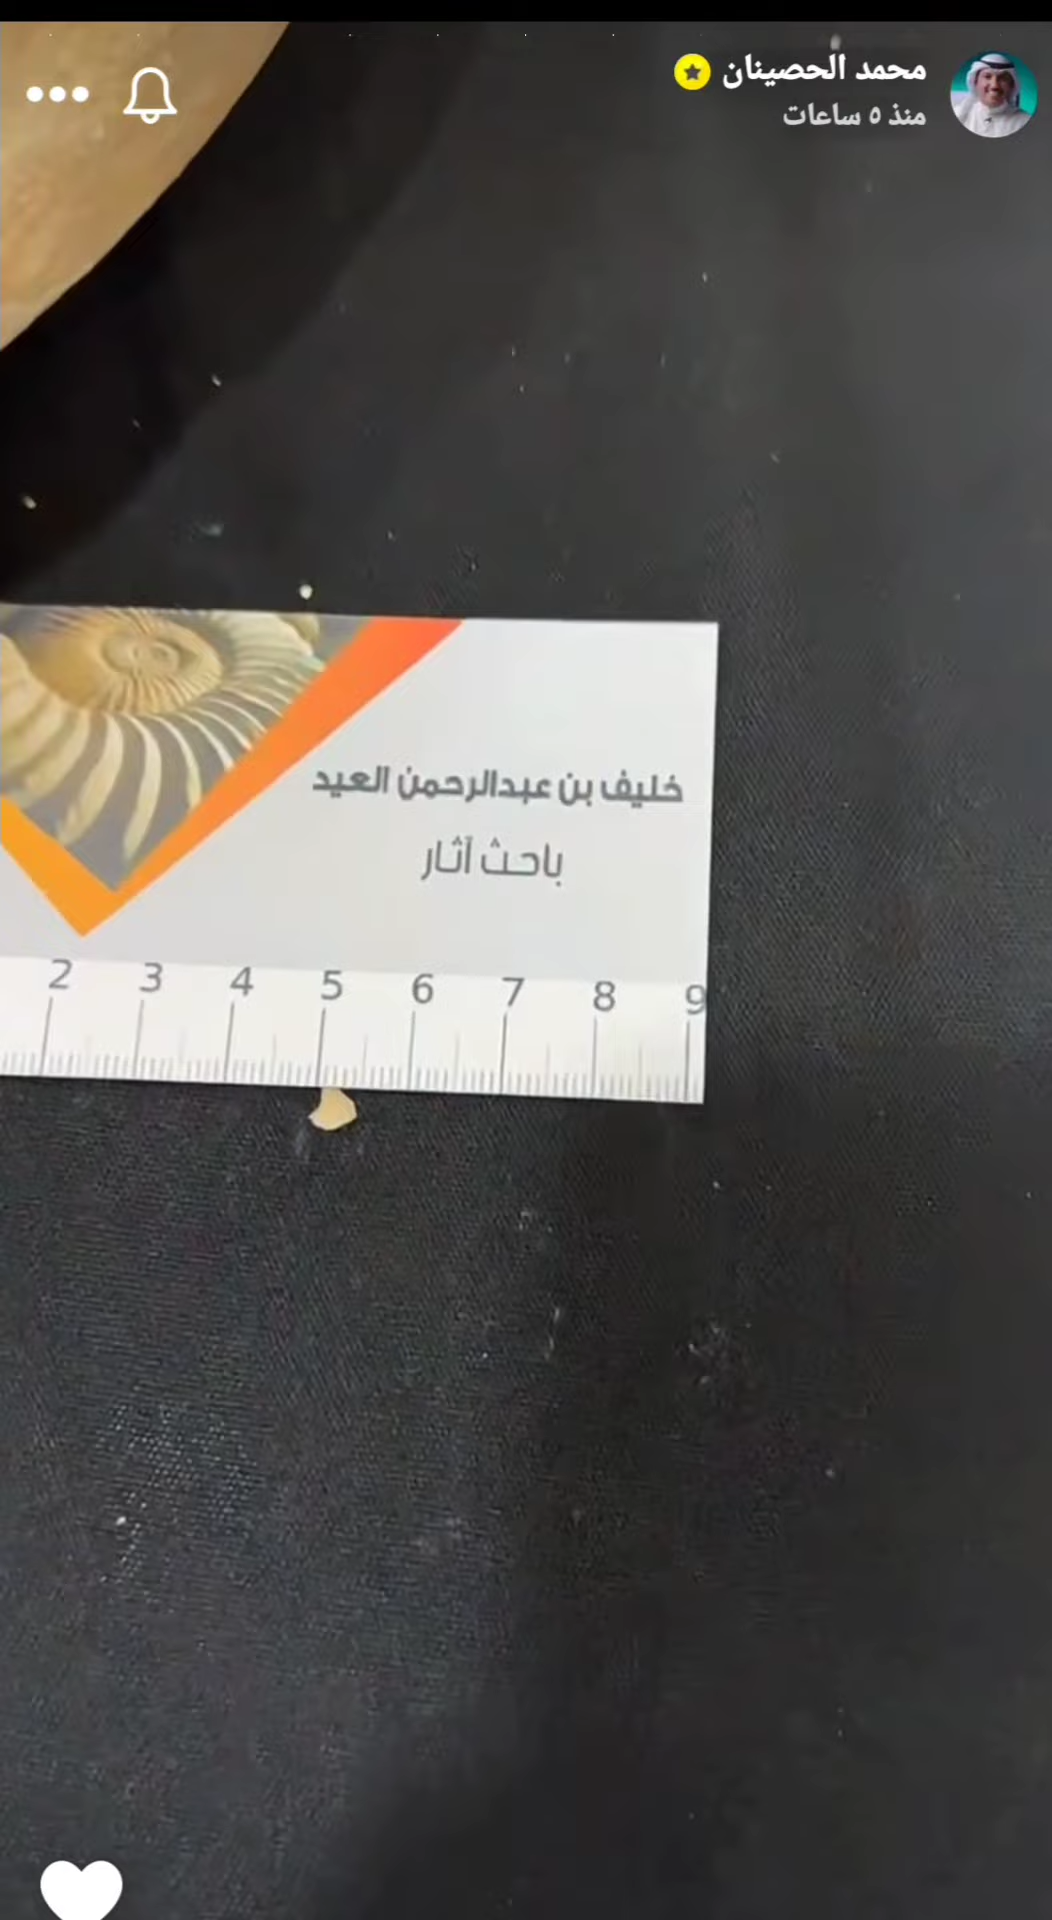 محمد الحصينان
منذ ٥ ساعات
خليف بن عبدالرحمن العيد
باحث آثار
2 3 4 5 6 7 8 9